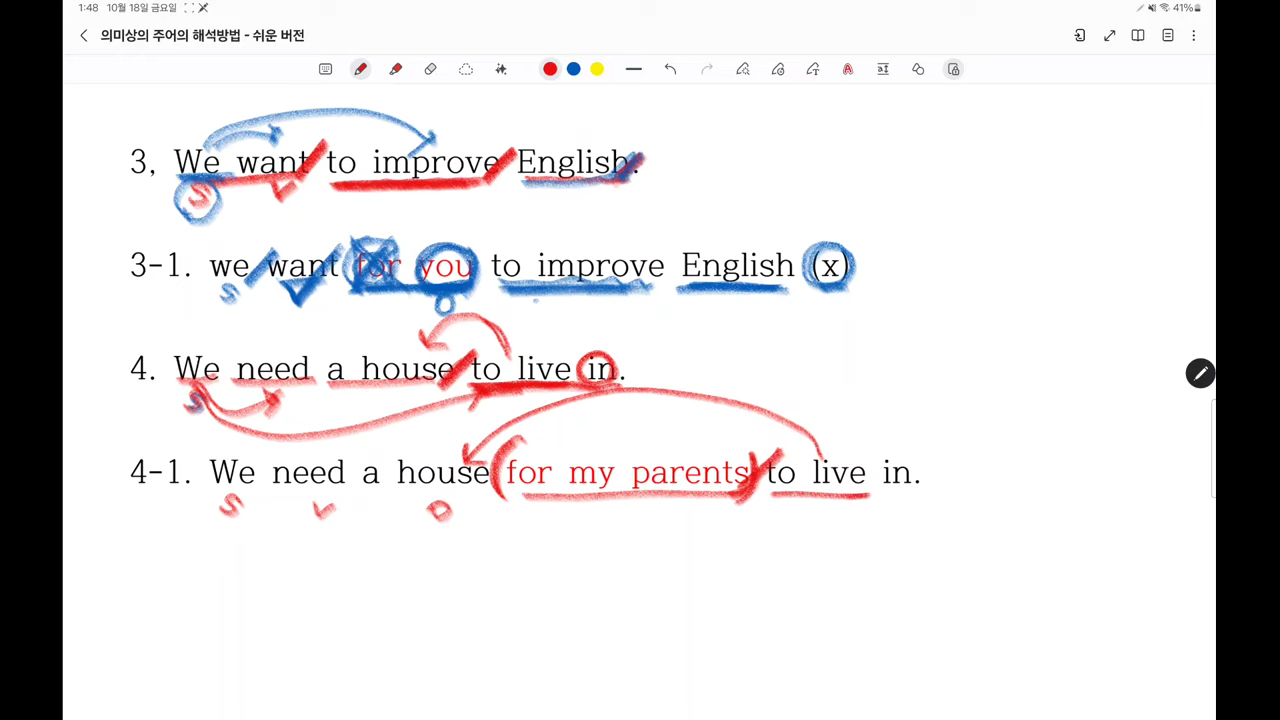 1:48 10월 18일 금요일 41%
의미상의 주어의 해석방법 - 쉬운 버전
3, We want to improve English.
S V
3-1. we want for you to improve English (x)
S O
4. We need a house to live in.
S
4-1. We need a house (for my parents) to live in.
S V O